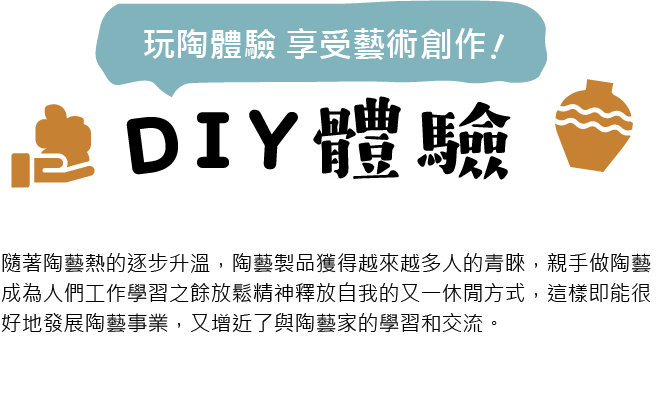 玩陶體驗 享受藝術創作!
DIY體驗
隨著陶藝熱的逐步升溫，陶藝製品獲得越來越多人的青睞，親手做陶藝
成為人們工作學習之餘放鬆精神釋放自我的又一休閒方式，這樣即能很
好地發展陶藝事業，又增近了與陶藝家的學習和交流。